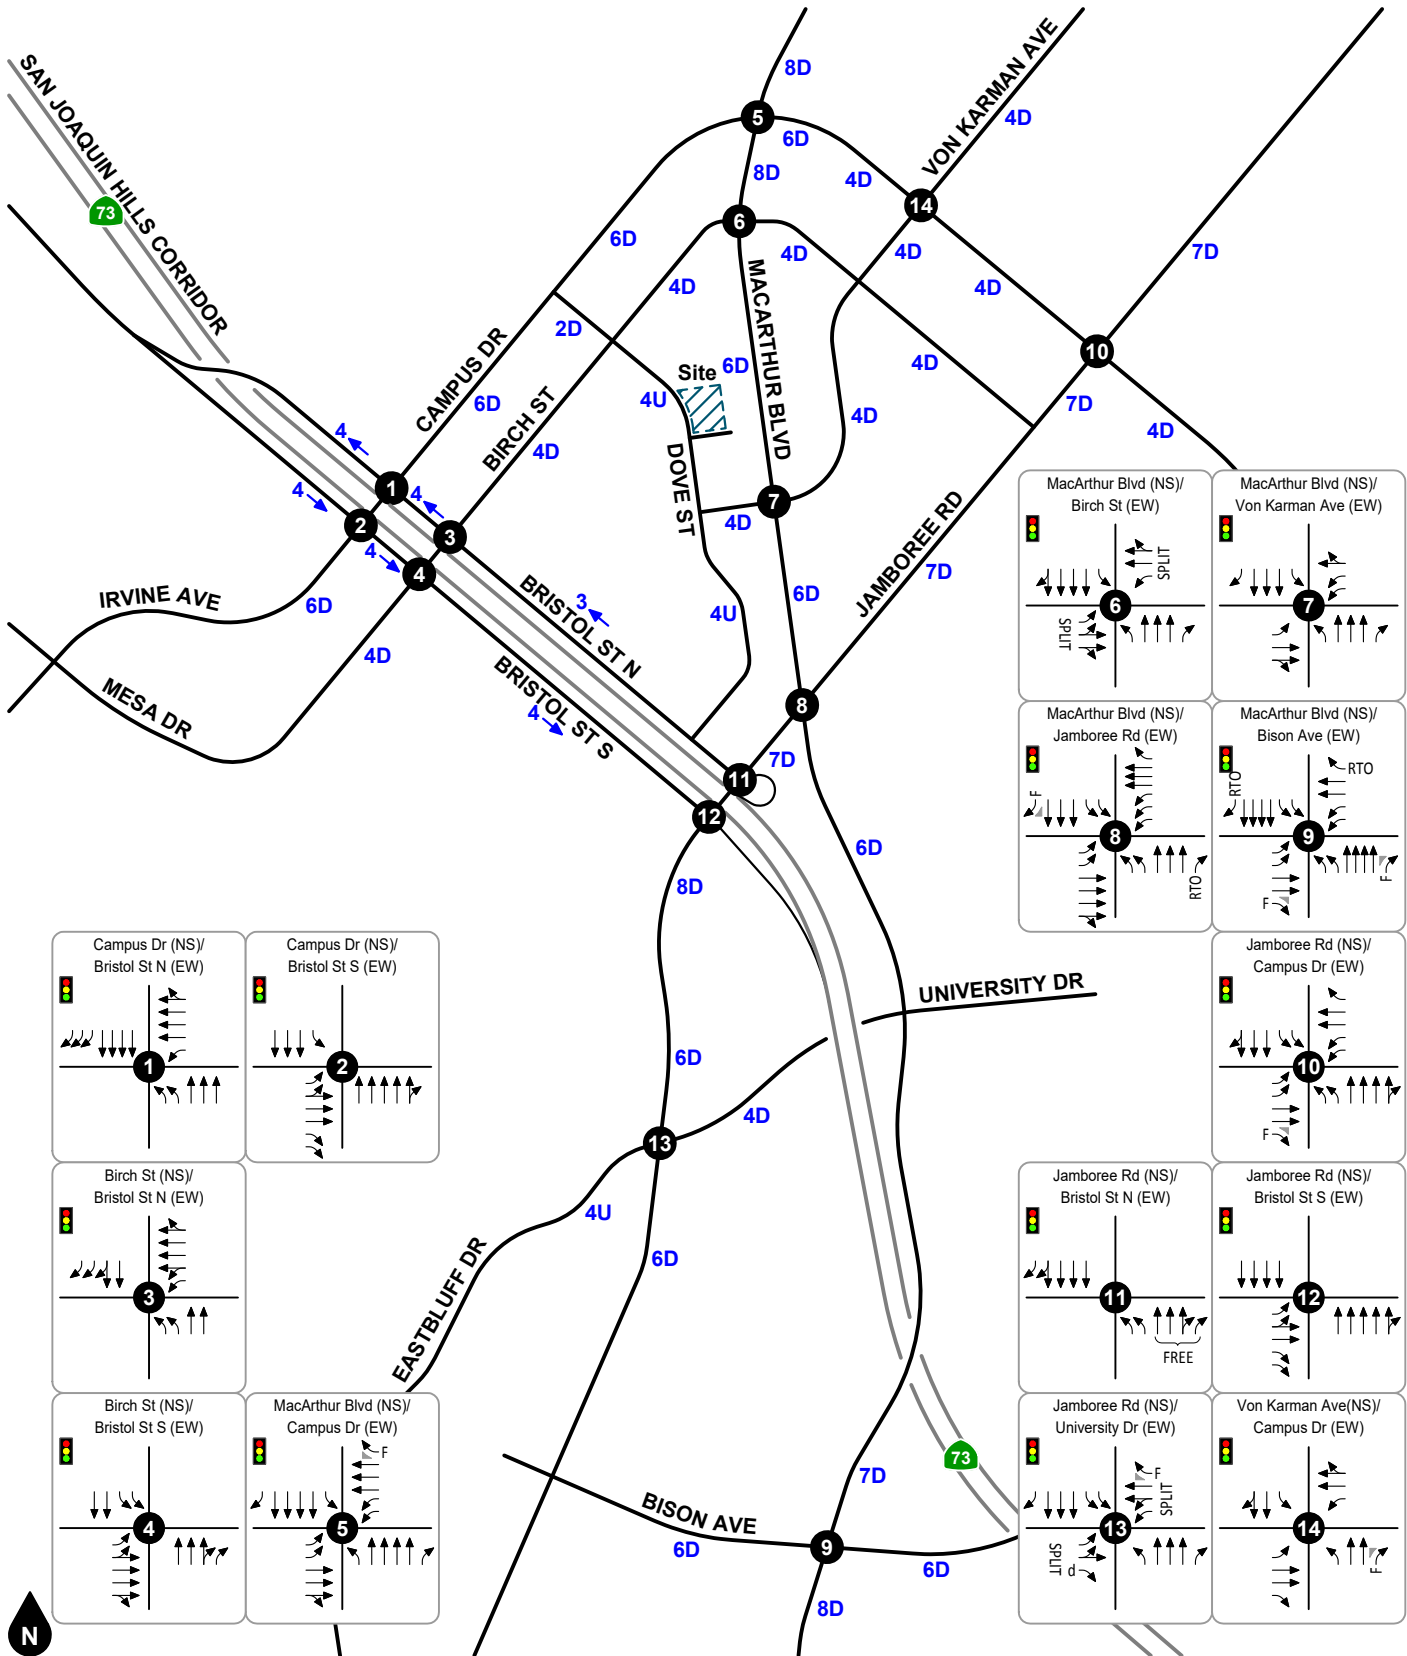 8D
5
6D
VON KARMAN AVE
4D
SAN JOAQUIN HILLS CORRIDOR
73
8D
4D
14
6
6D
4D
4D
7D
4D
4D
MACARTHUR BLVD
2D
CAMPUS DR
6D
Site
4D
10
6D
4U
7D
BIRCH ST
4D
4D
4D
4
DOVE ST
1
4
4
7
2
3
4D
4
4
JAMBOREE RD
7D
IRVINE AVE
6D
BRISTOL ST N
3
6D
4U
4D
BRISTOL ST S
4
MESA DR
8
7D
11
12
6D
8D
UNIVERSITY DR
6D
4D
13
4U
6D
EASTBLUFF DR
73
7D
BISON AVE
6D
9
6D
8D
N
MacArthur Blvd (NS)/
Birch St (EW)
SPLIT
SPLIT
6
MacArthur Blvd (NS)/
Von Karman Ave (EW)
7
MacArthur Blvd (NS)/
Jamboree Rd (EW)
F
8
RTO
MacArthur Blvd (NS)/
Bison Ave (EW)
RTO
RTO
9
F
F
Jamboree Rd (NS)/
Campus Dr (EW)
10
F
Campus Dr (NS)/
Bristol St N (EW)
1
Campus Dr (NS)/
Bristol St S (EW)
2
Birch St (NS)/
Bristol St N (EW)
3
Jamboree Rd (NS)/
Bristol St N (EW)
11
FREE
Jamboree Rd (NS)/
Bristol St S (EW)
12
Birch St (NS)/
Bristol St S (EW)
4
MacArthur Blvd (NS)/
Campus Dr (EW)
F
5
Jamboree Rd (NS)/
University Dr (EW)
F
SPLIT
13
SPLIT
d
Von Karman Ave(NS)/
Campus Dr (EW)
14
F